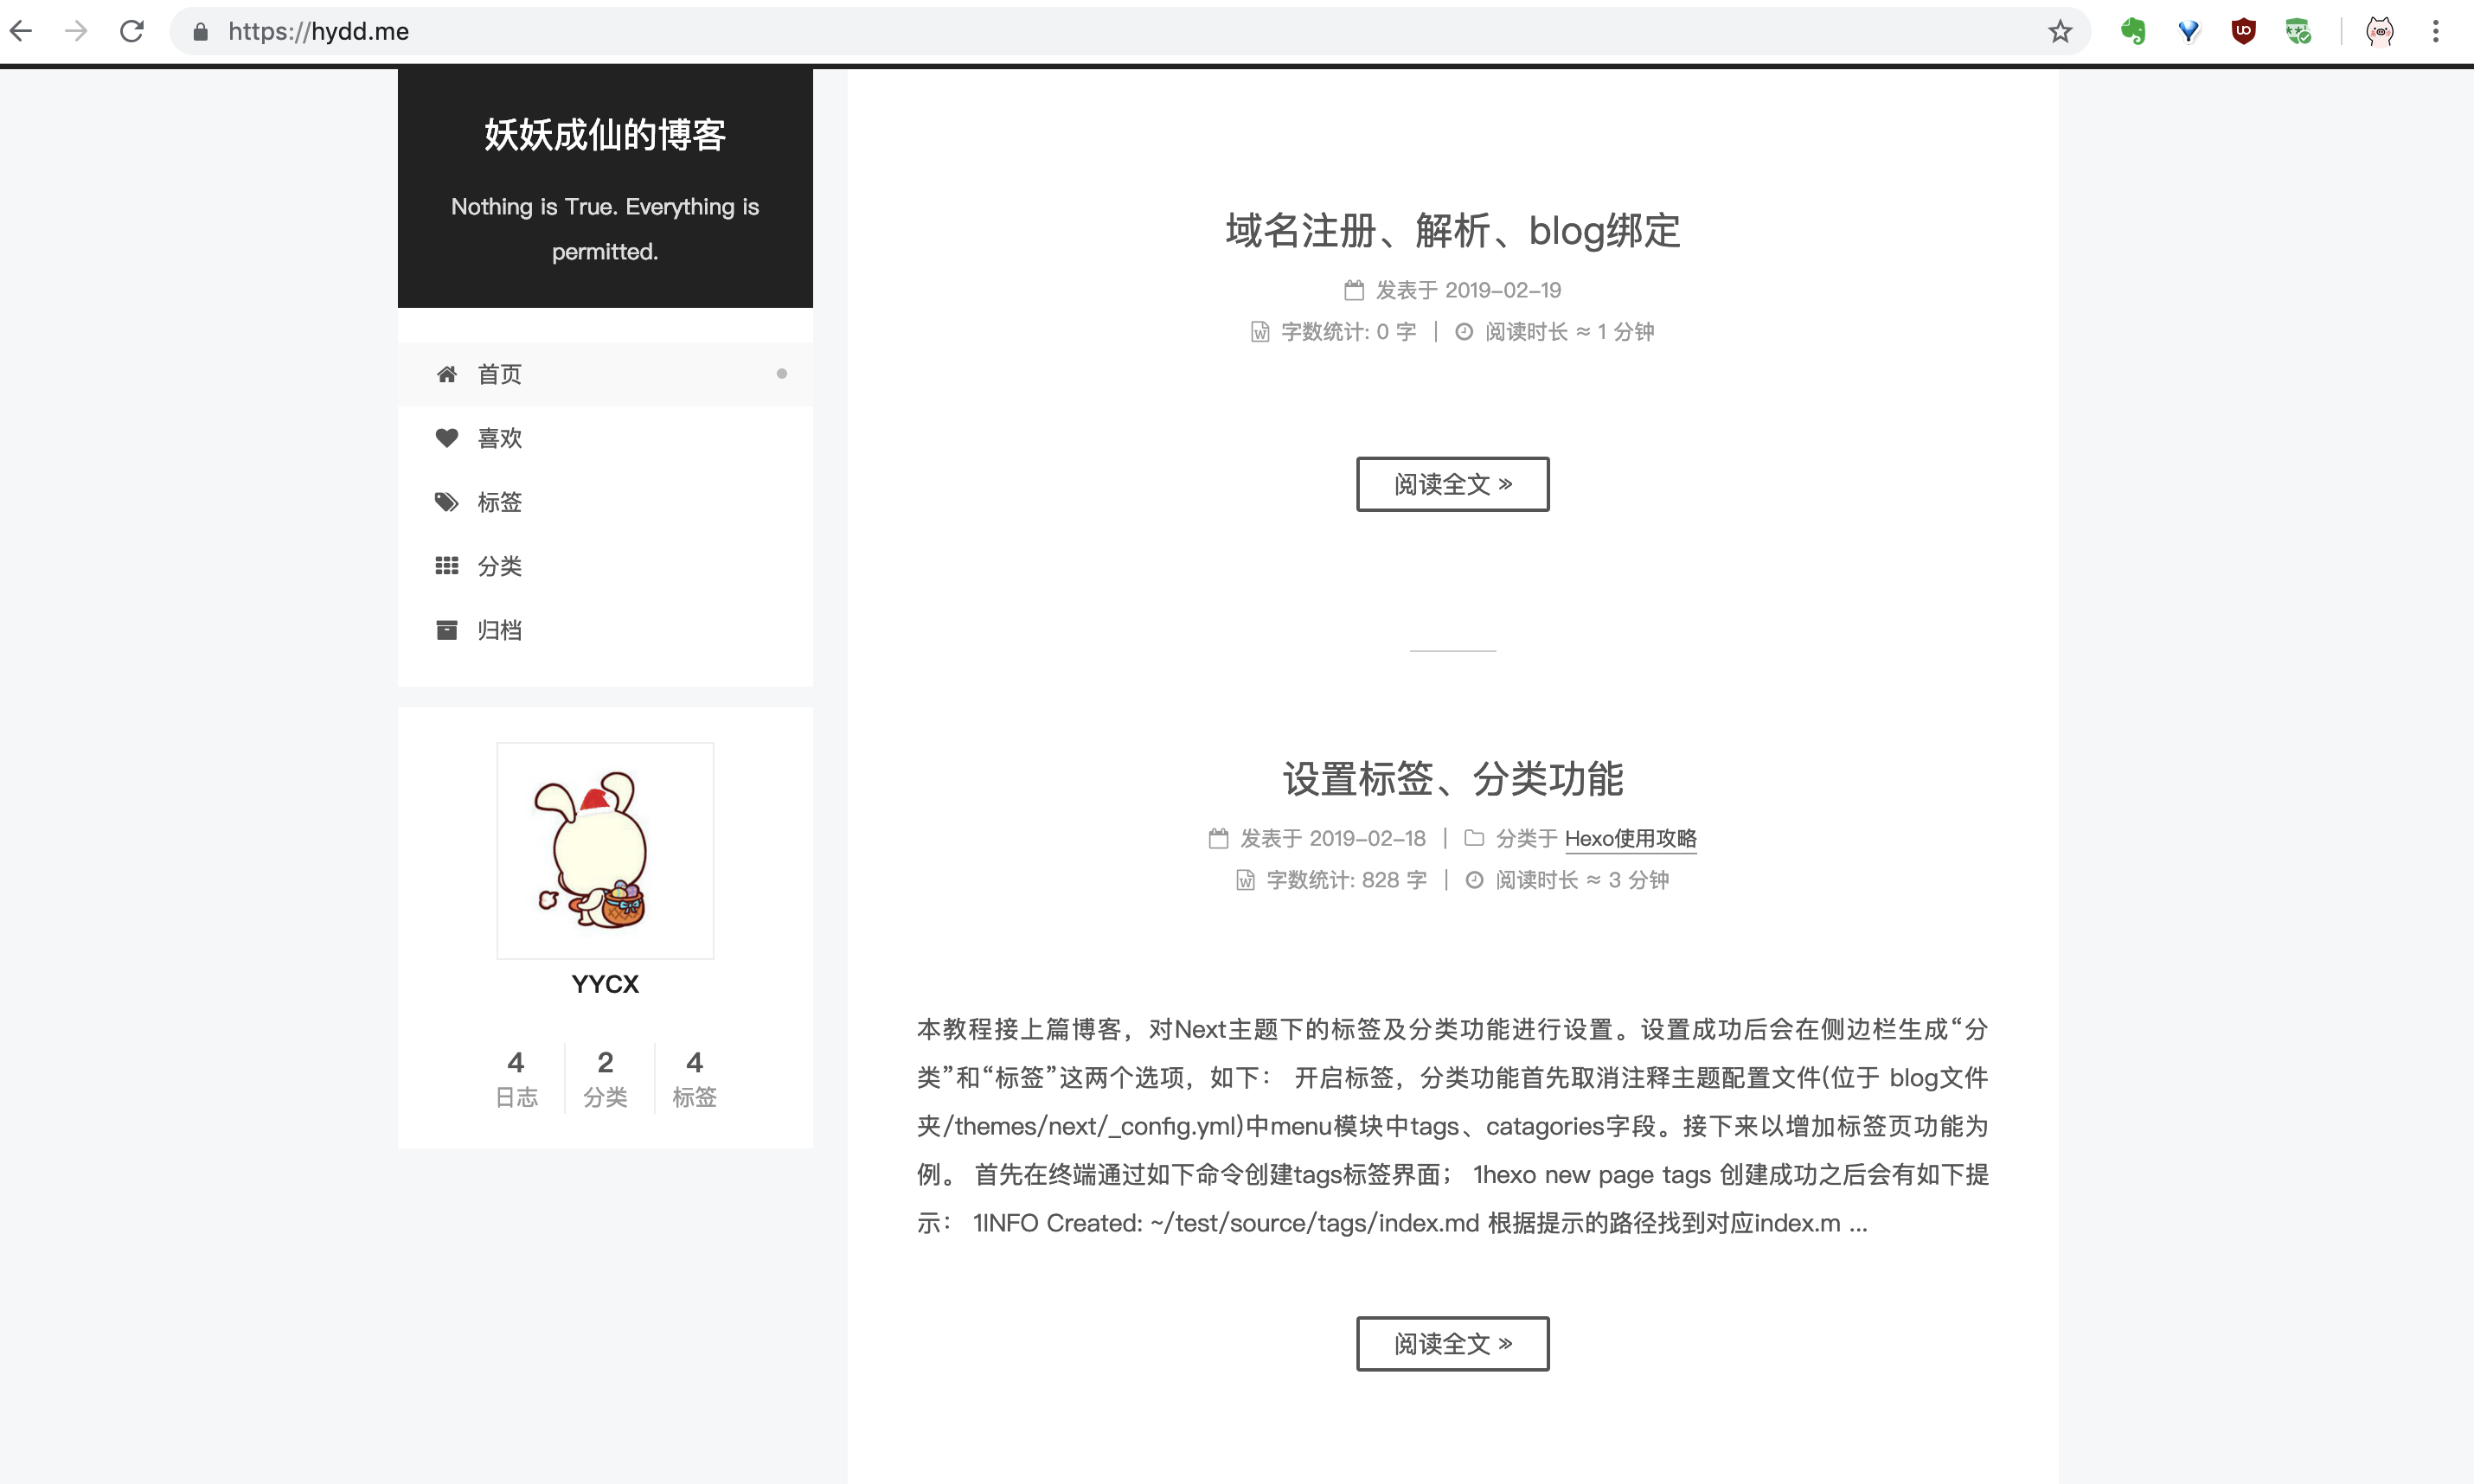 https://hydd.me
妖妖成仙的博客
Nothing is True. Everything is
permitted.
首页
喜欢
标签
分类
归档
YYCX
4
日志
2
分类
4
标签
域名注册、解析、blog绑定
发表于 2019-02-19
字数统计: 0 字 | 阅读时长 ≈ 1 分钟
阅读全文 »
设置标签、分类功能
发表于 2019-02-18 | 分类于 Hexo使用攻略
字数统计: 828 字 | 阅读时长 ≈ 3 分钟
本教程接上篇博客，对Next主题下的标签及分类功能进行设置。设置成功后会在侧边栏生成“分
类”和“标签”这两个选项，如下： 开启标签，分类功能首先取消注释主题配置文件(位于 blog文件
夹/themes/next/_config.yml)中menu模块中tags、catagories字段。接下来以增加标签页功能为
例。 首先在终端通过如下命令创建tags标签界面； 1hexo new page tags 创建成功之后会有如下提
示： 1INFO Created: ~/test/source/tags/index.md 根据提示的路径找到对应index.m ...
阅读全文 »